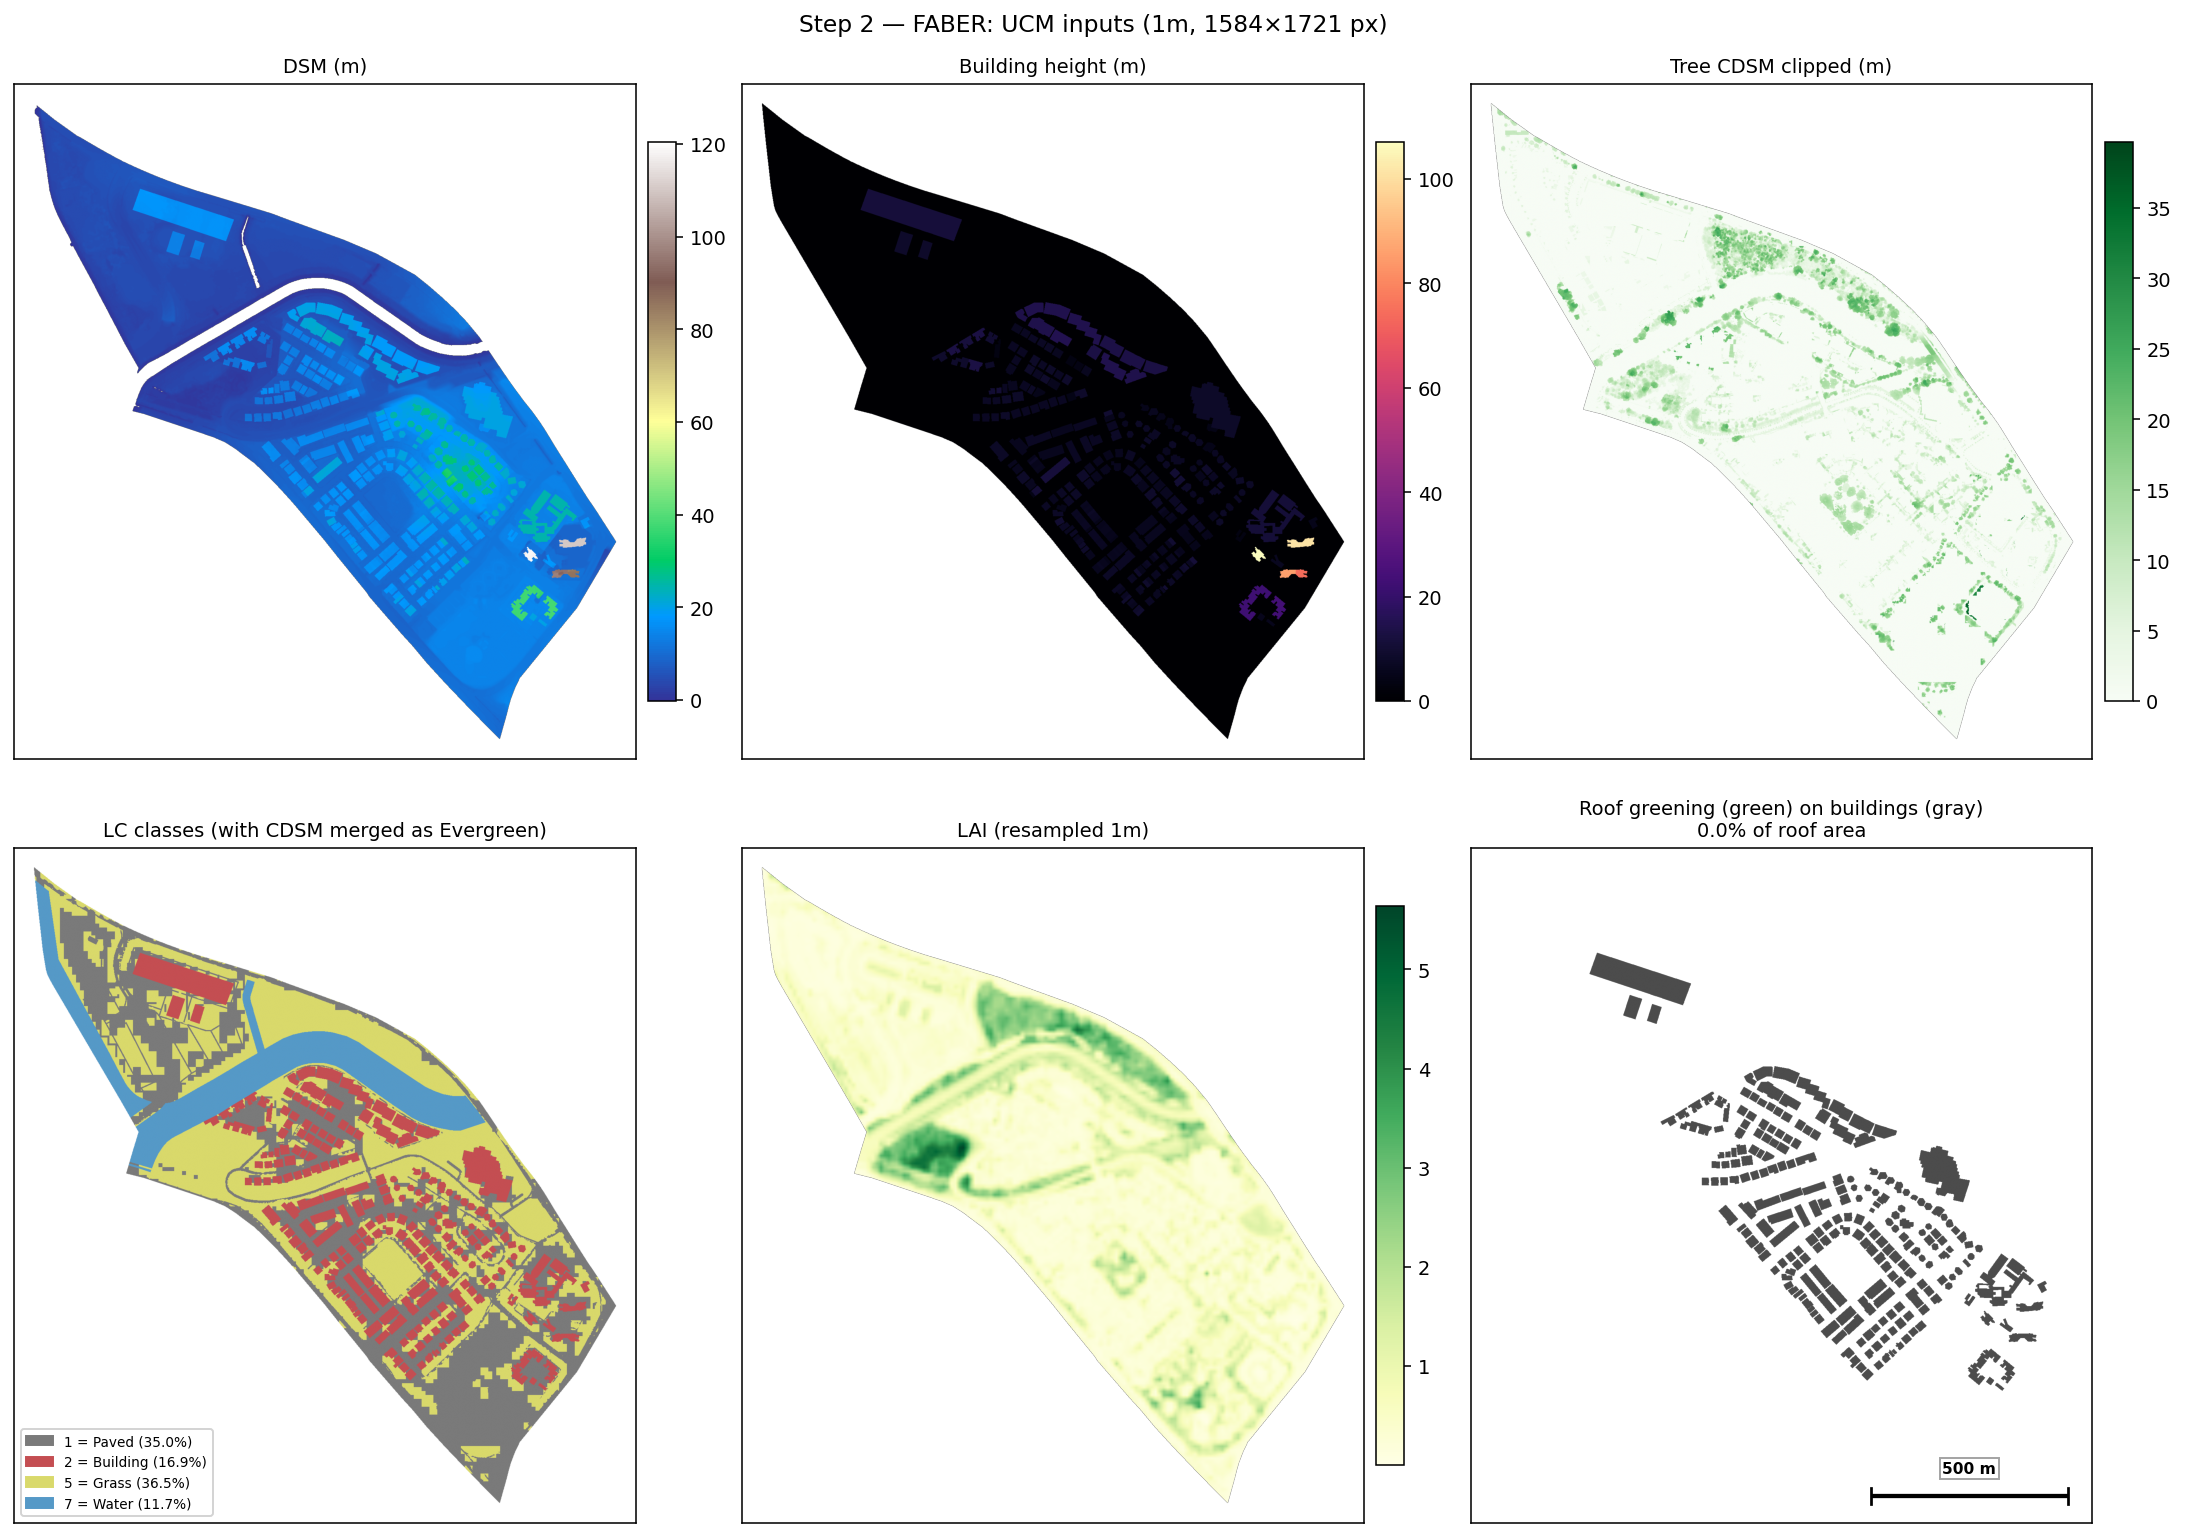 Step 2 — FABER: UCM inputs (1m, 1584×1721 px)
DSM (m)
120
100
80
60
40
20
0
Building height (m)
100
80
60
40
20
0
Tree CDSM clipped (m)
35
30
25
20
15
10
5
0
LC classes (with CDSM merged as Evergreen)
1 = Paved (35.0%)
2 = Building (16.9%)
5 = Grass (36.5%)
7 = Water (11.7%)
LAI (resampled 1m)
5
4
3
2
1
Roof greening (green) on buildings (gray)
0.0% of roof area
500 m